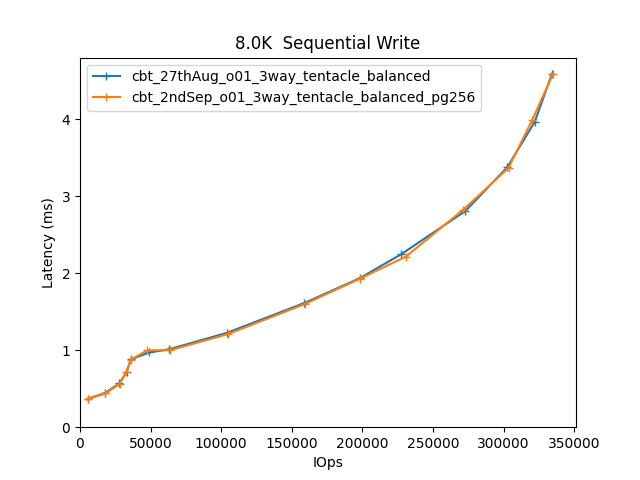 8.0K  Sequential Write
cbt_27thAug_o01_3way_tentacle_balanced
cbt_2ndSep_o01_3way_tentacle_balanced_pg256
Latency (ms)
4
3
2
1
0
0 50000 100000 150000 200000 250000 300000 350000
IOps